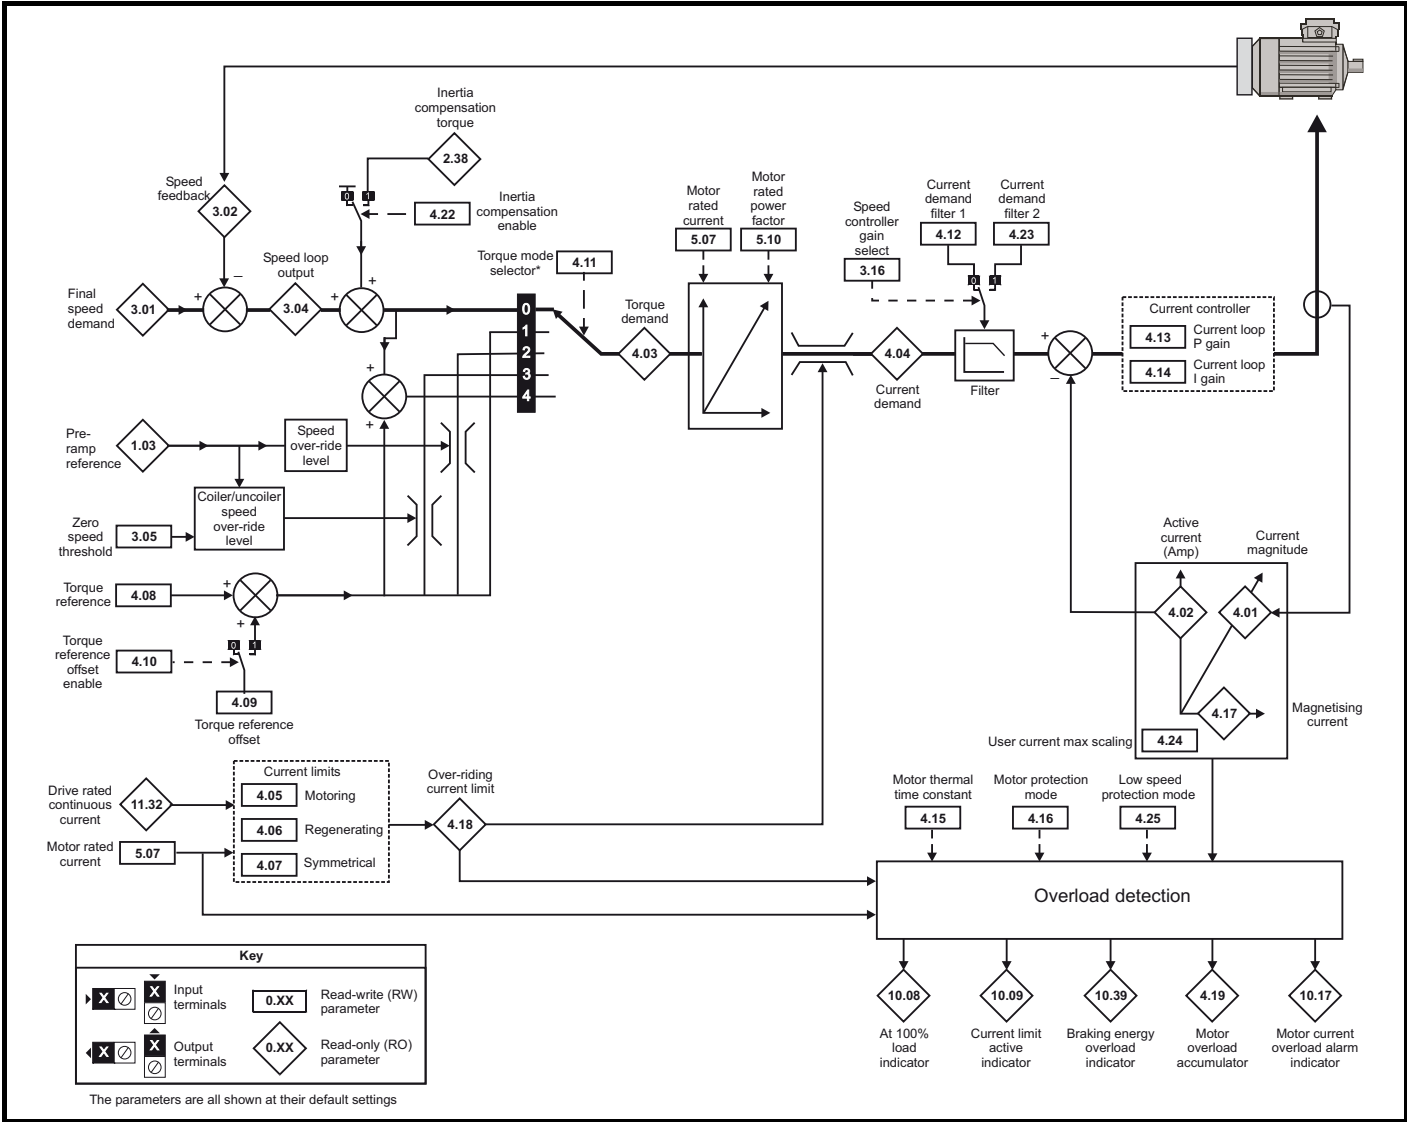 Inertia
compensation
torque
2.38
Speed
feedback
3.02
0 1
4.22
Inertia
compensation
enable
Motor
rated
current
5.07
Motor
rated
power
factor
5.10
Speed
controller
gain
select
3.16
Current
demand
filter 1
4.12
Current
demand
filter 2
4.23
0 1
Torque mode
selector*
4.11
Final
speed
demand
3.01
+
–
Speed loop
output
3.04
+
+
0
1
2
3
4
Torque
demand
4.03
4.04
Current
demand
Filter
+
–
Current controller
4.13
Current loop
P gain
4.14
Current loop
I gain
+
+
Pre-
ramp
reference
1.03
Speed
over-ride
level
Coiler/uncoiler
speed
over-ride
level
Zero
speed
threshold
3.05
Torque
reference
4.08
+
+
0 1
Torque
reference
offset
enable
4.10
4.09
Torque reference
offset
Active
current
(Amp)
Current
magnitude
4.02
4.01
4.17
Magnetising
current
User current max scaling
4.24
Drive rated
continuous
current
11.32
Motor rated
current
5.07
Current limits
4.05
Motoring
4.06
Regenerating
4.07
Symmetrical
Over-riding
current limit
4.18
Motor thermal
time constant
4.15
Motor protection
mode
4.16
Low speed
protection mode
4.25
Overload detection
10.08
At 100%
load
indicator
10.09
Current limit
active
indicator
10.39
Braking energy
overload
indicator
4.19
Motor
overload
accumulator
10.17
Motor current
overload alarm
indicator
Key
X
X
Input
terminals
0.XX
Read-write (RW)
parameter
X
X
Output
terminals
0.XX
Read-only (RO)
parameter
The parameters are all shown at their default settings